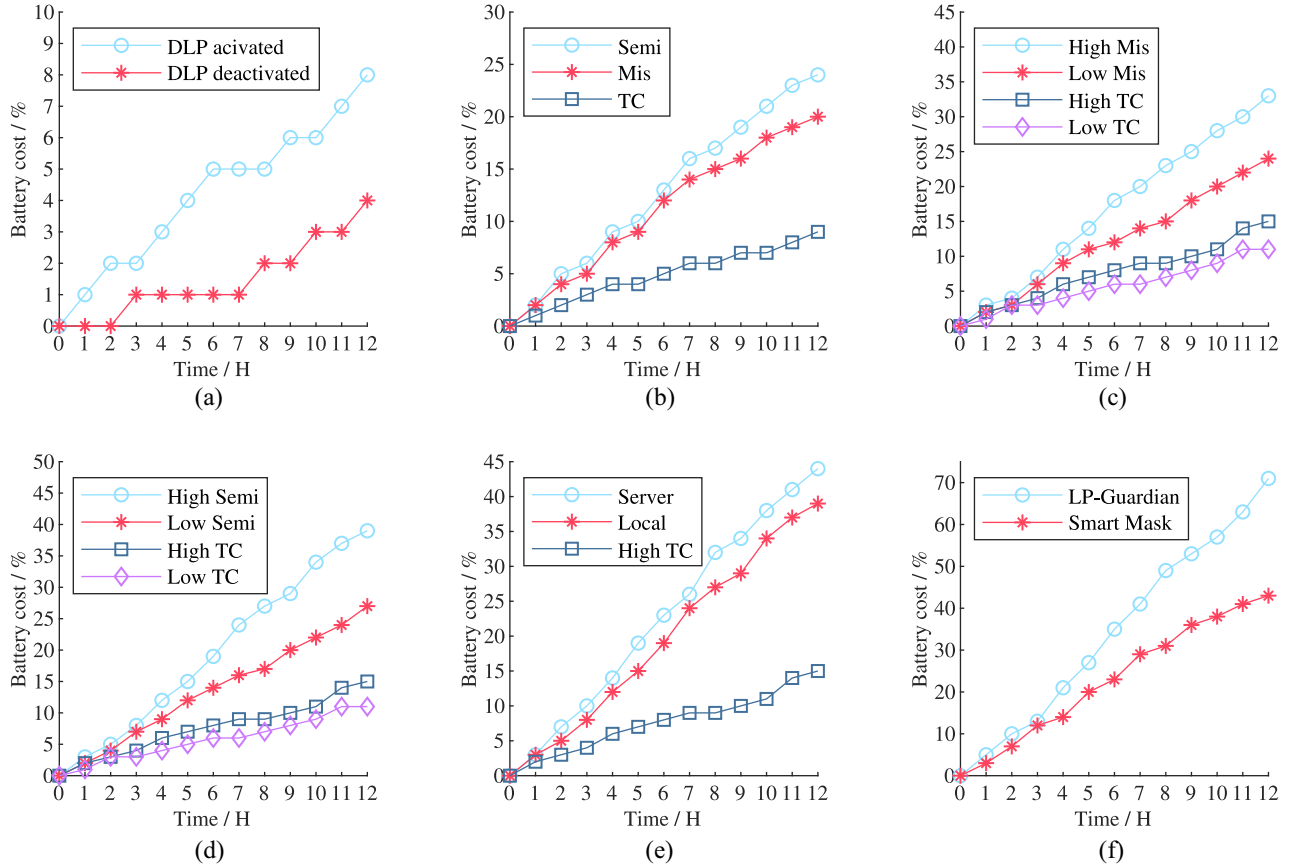 10
9
8
7
6
5
4
3
2
1
0
Battery cost / %
DLP acivated
DLP deactivated
0 1 2 3 4 5 6 7 8 9 10 11 12
Time / H
(a)
30
25
20
15
10
5
0
Battery cost / %
Semi
Mis
TC
0 1 2 3 4 5 6 7 8 9 10 11 12
Time / H
(b)
45
40
35
30
25
20
15
10
5
0
Battery cost / %
High Mis
Low Mis
High TC
Low TC
0 1 2 3 4 5 6 7 8 9 10 11 12
Time / H
(c)
50
45
40
35
30
25
20
15
10
5
0
Battery cost / %
High Semi
Low Semi
High TC
Low TC
0 1 2 3 4 5 6 7 8 9 10 11 12
Time / H
(d)
45
40
35
30
25
20
15
10
5
0
Battery cost / %
Server
Local
High TC
0 1 2 3 4 5 6 7 8 9 10 11 12
Time / H
(e)
70
60
50
40
30
20
10
0
Battery cost / %
LP-Guardian
Smart Mask
0 1 2 3 4 5 6 7 8 9 10 11 12
Time / H
(f)